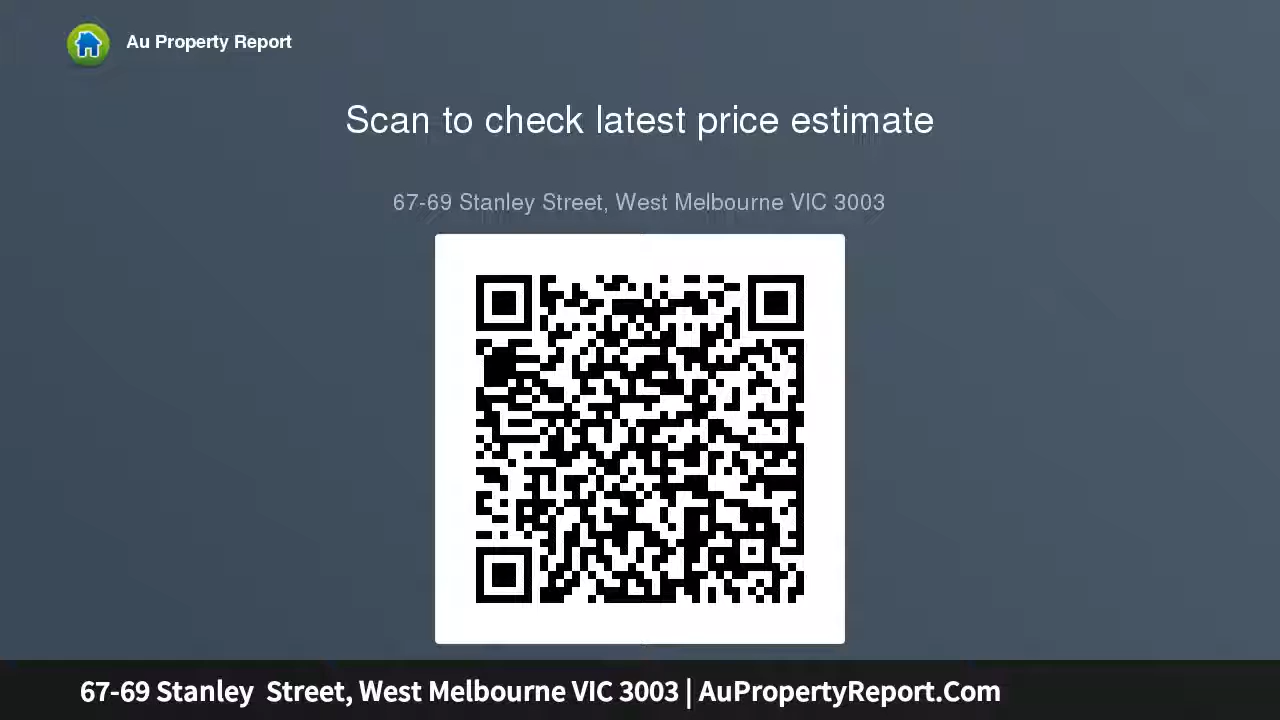 Au Property Report
Scan to check latest price estimate
67-69 Stanley Street, West Melbourne VIC 3003
67-69 Stanley  Street, West Melbourne VIC 3003 | AuPropertyReport.Com